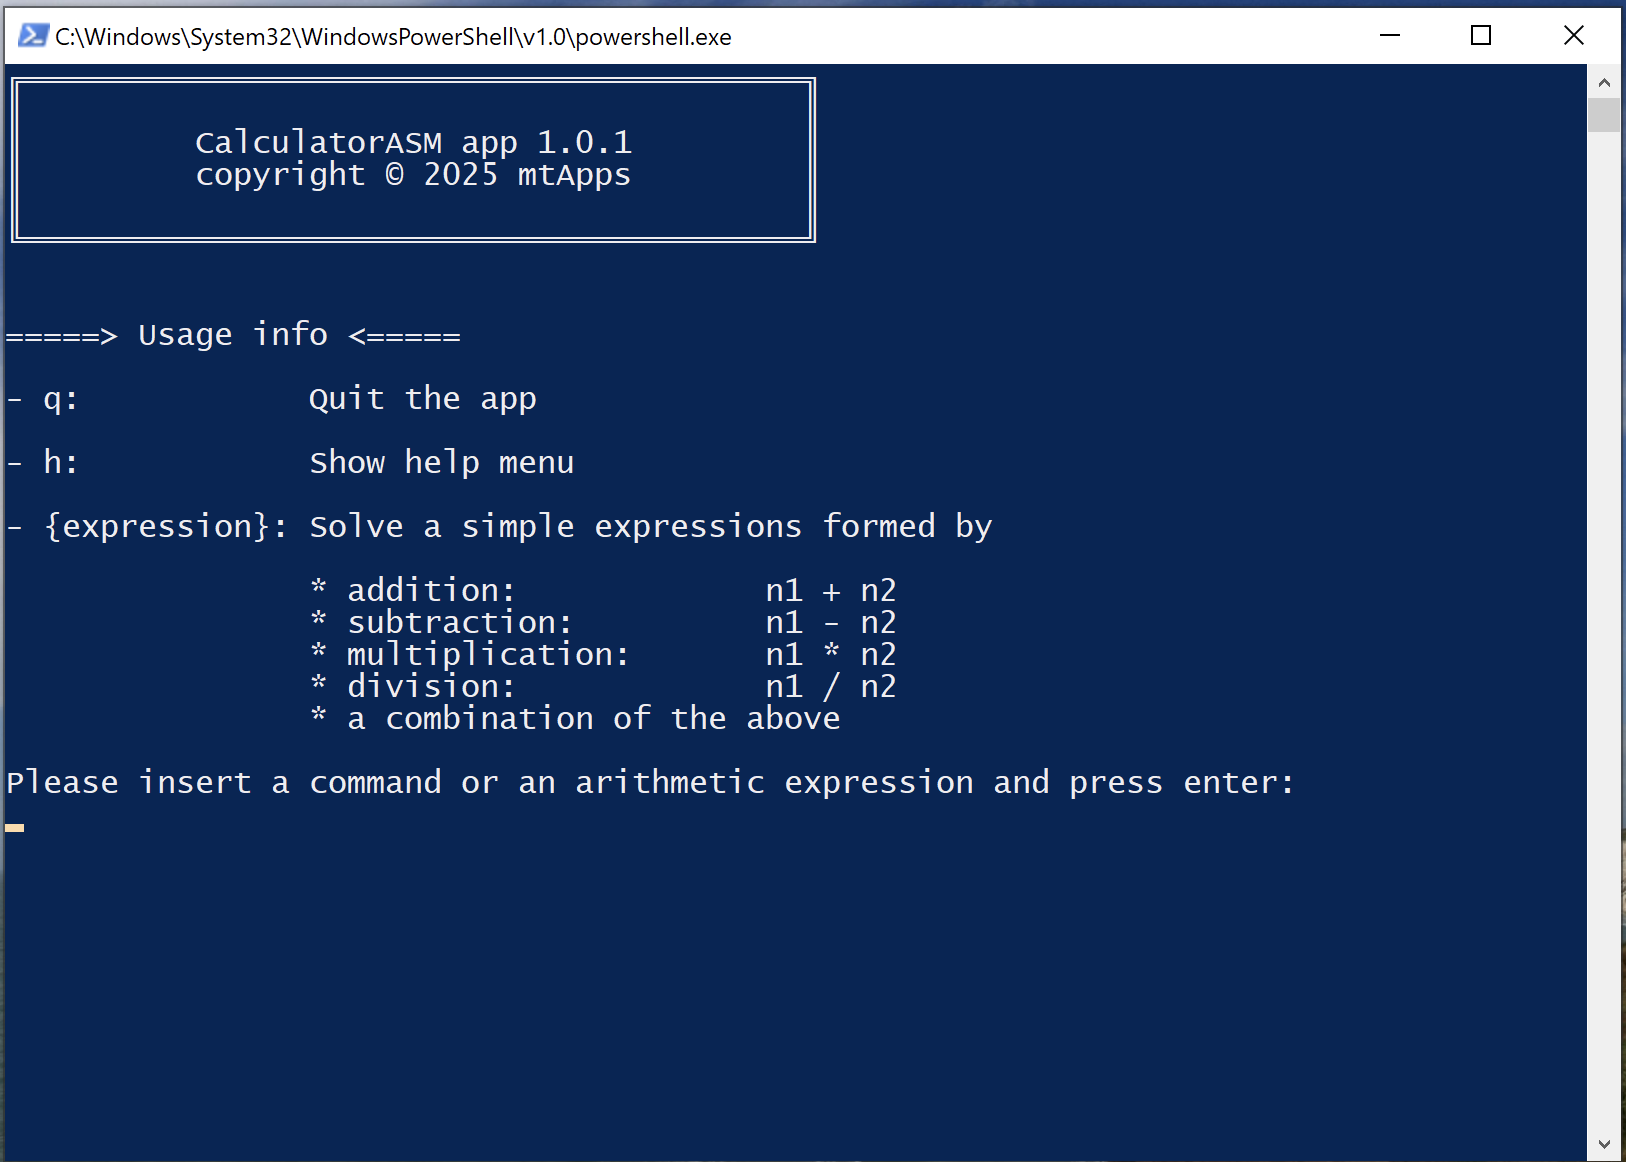 C:\Windows\System32\WindowsPowerShell\v1.0\powershell.exe
CalculatorASM app 1.0.1
copyright © 2025 mtApps
=====> Usage info <=====
- q: Quit the app
- h: Show help menu
- {expression}: Solve a simple expressions formed by
* addition: n1 + n2
* subtraction: n1 - n2
* multiplication: n1 * n2
* division: n1 / n2
* a combination of the above
Please insert a command or an arithmetic expression and press enter: